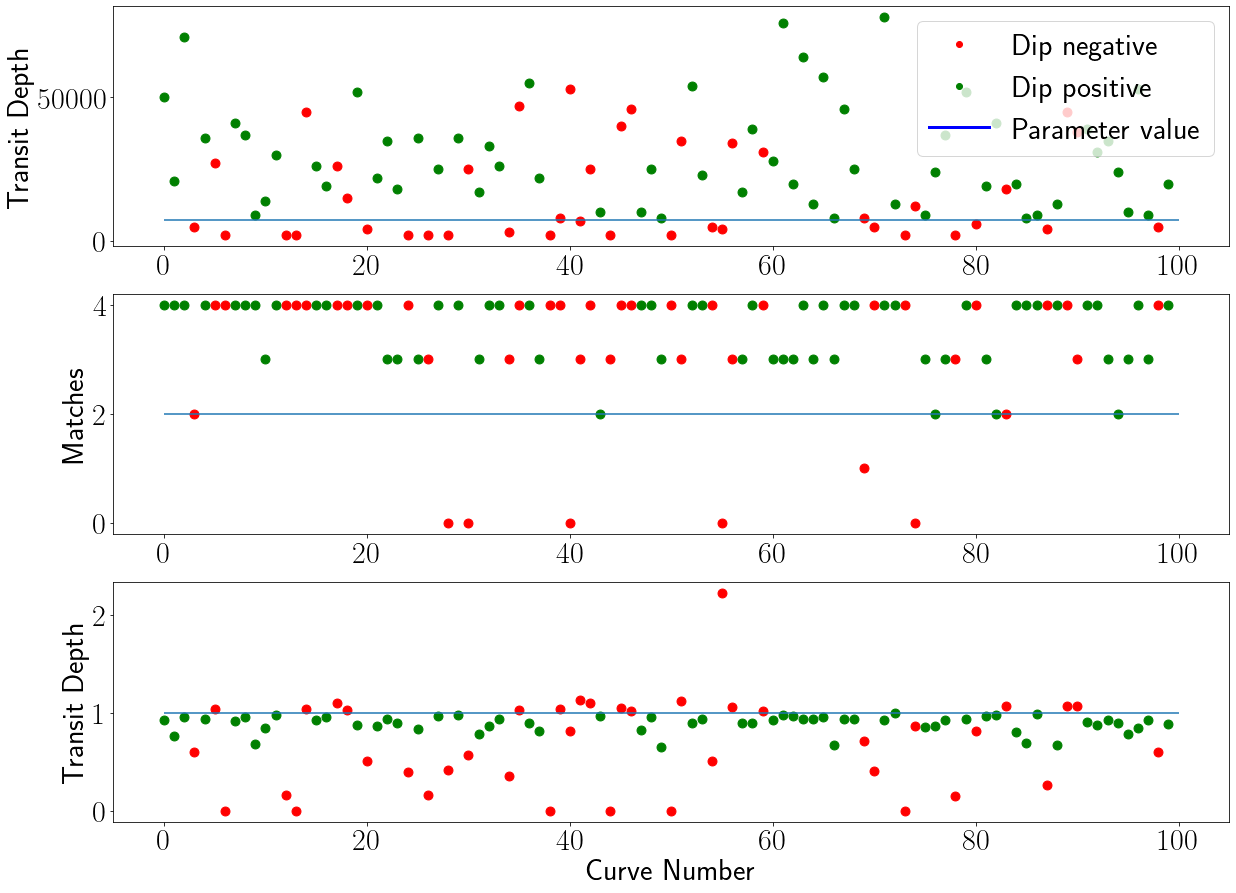 Transit Depth
50000
0
Dip negative
Dip positive
Parameter value
0 20 40 60 80 100
Matches
4
2
0
0 20 40 60 80 100
Transit Depth
2
1
0
0 20 40 60 80 100
Curve Number